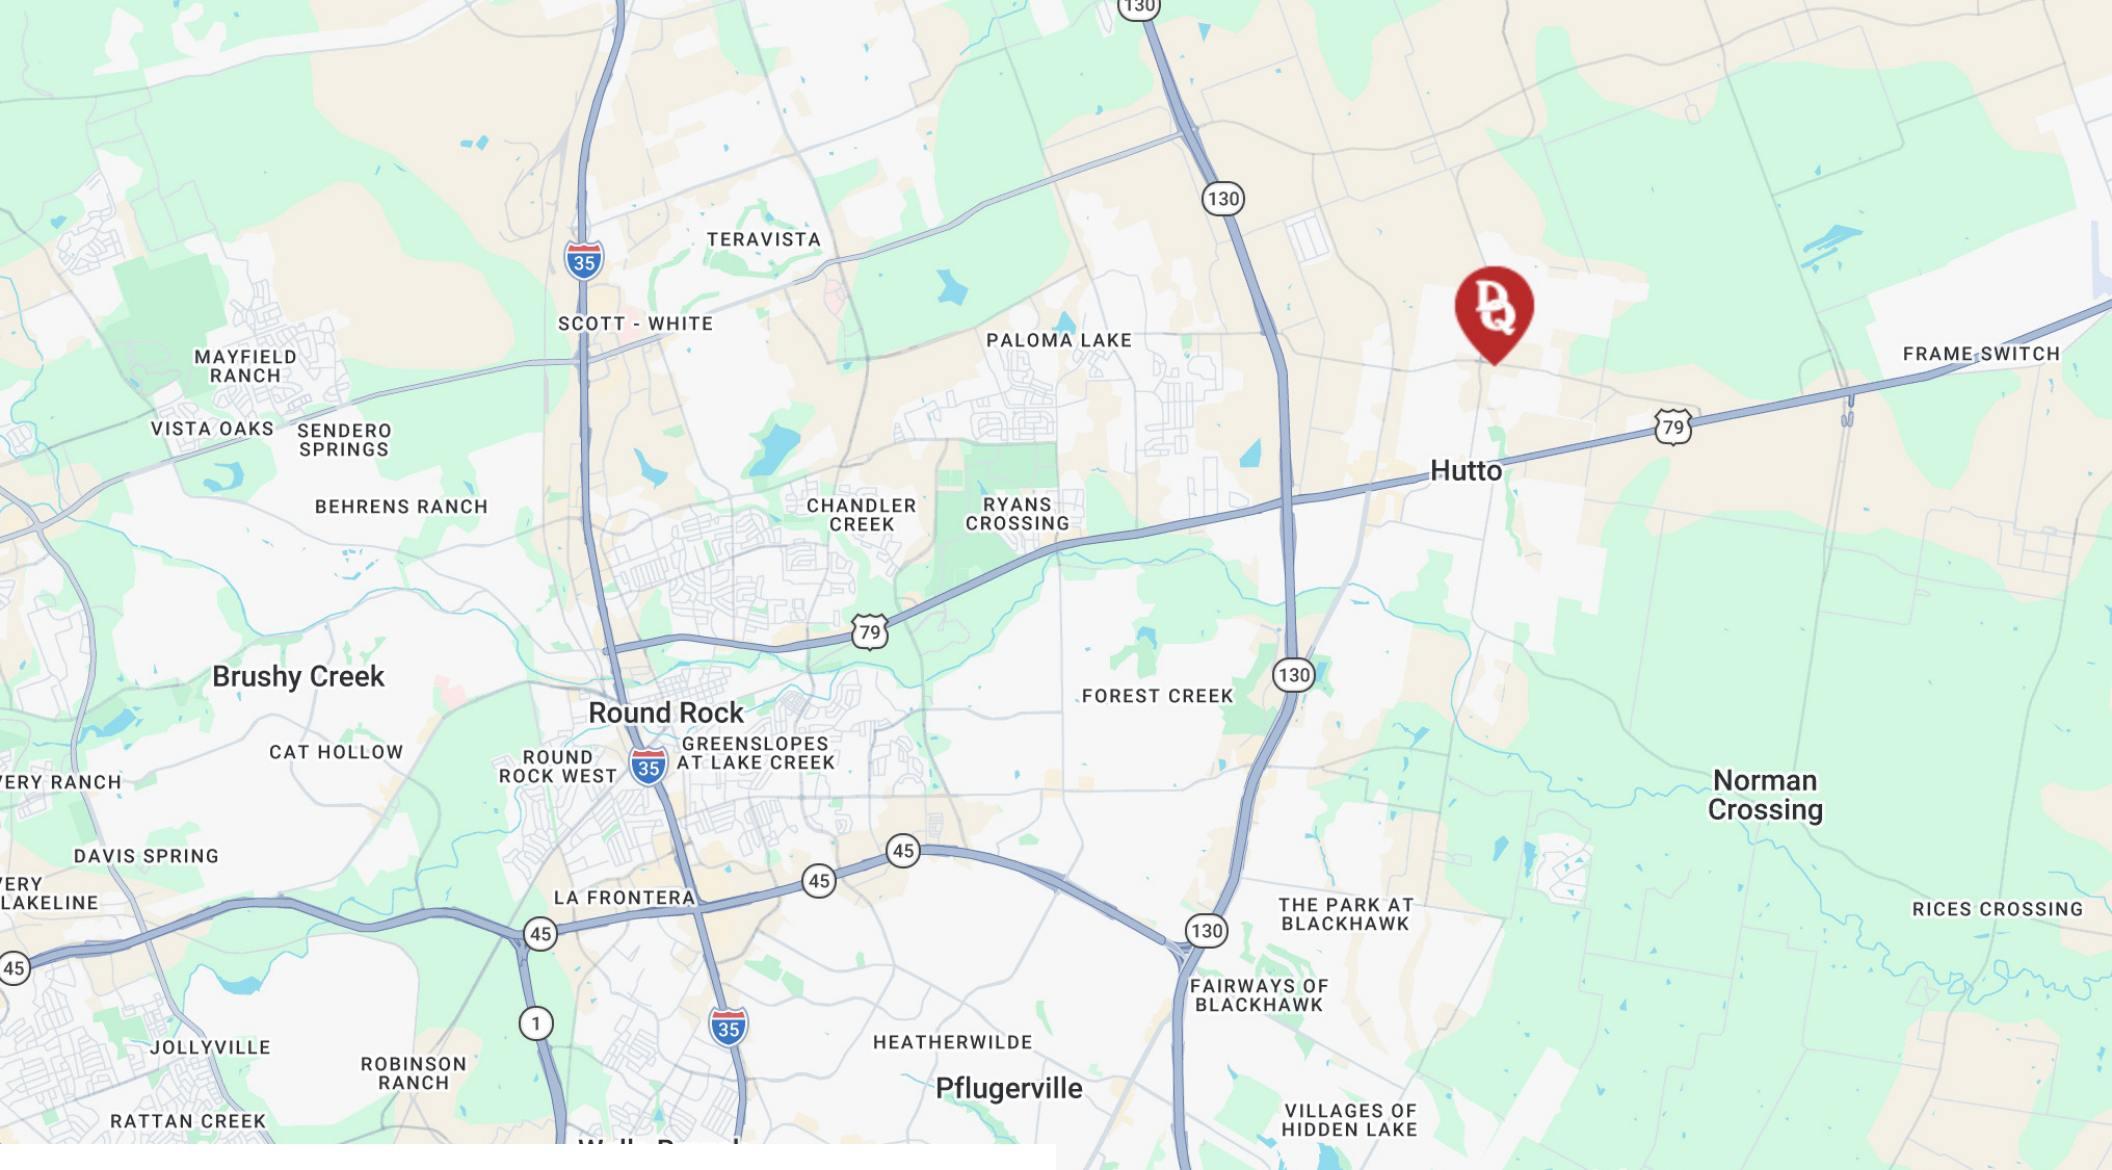 130
130
TERAVISTA
35
DQ
SCOTT - WHITE
PALOMA LAKE
FRAME SWITCH
MAYFIELD
RANCH
VISTA OAKS
SENDERO
SPRINGS
79
Hutto
BEHRENS RANCH
CHANDLER
CREEK
RYANS
CROSSING
79
Brushy Creek
130
FOREST CREEK
Round Rock
CAT HOLLOW
ROUND
ROCK WEST
35
GREENSLOPES
AT LAKE CREEK
VERY RANCH
Norman
Crossing
DAVIS SPRING
45
45
VERY
LAKELINE
LA FRONTERA
THE PARK AT
BLACKHAWK
RICES CROSSING
45
130
45
FAIRWAYS OF
BLACKHAWK
1
35
HEATHERWILDE
JOLLYVILLE
ROBINSON
RANCH
Pflugerville
RATTAN CREEK
VILLAGES OF
HIDDEN LAKE